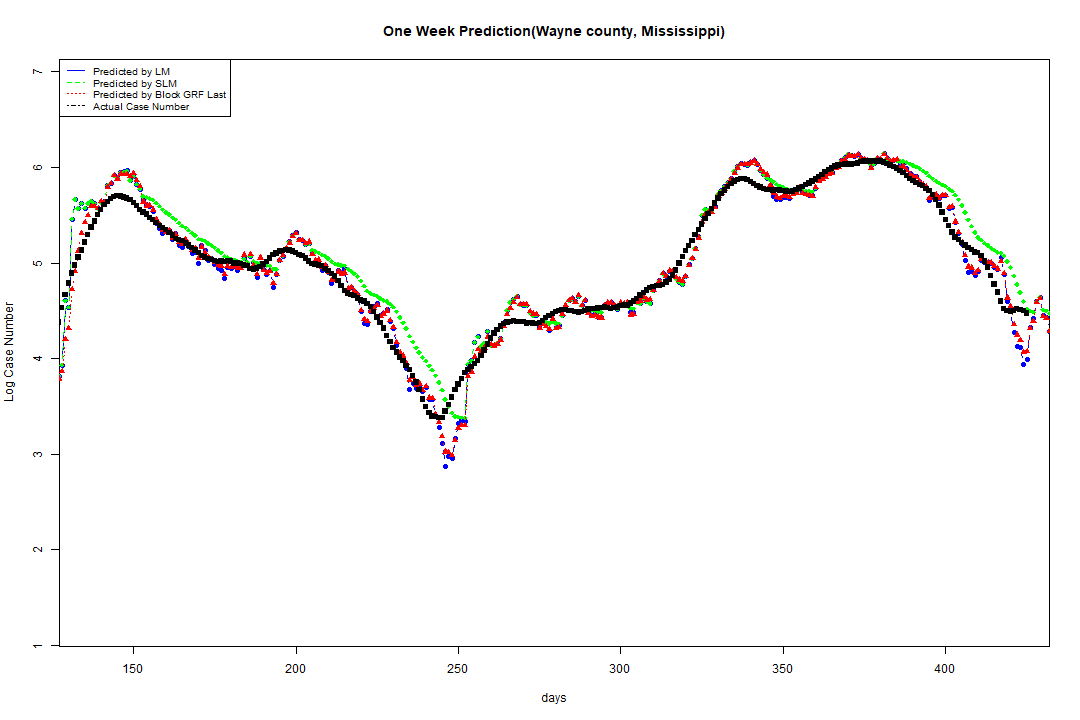 One Week Prediction(Wayne county, Mississippi)
Predicted by LM
Predicted by SLM
Predicted by Block GRF Last
Actual Case Number
7
6
5
4
3
2
1
Log Case Number
150 200 250 300 350 400
days